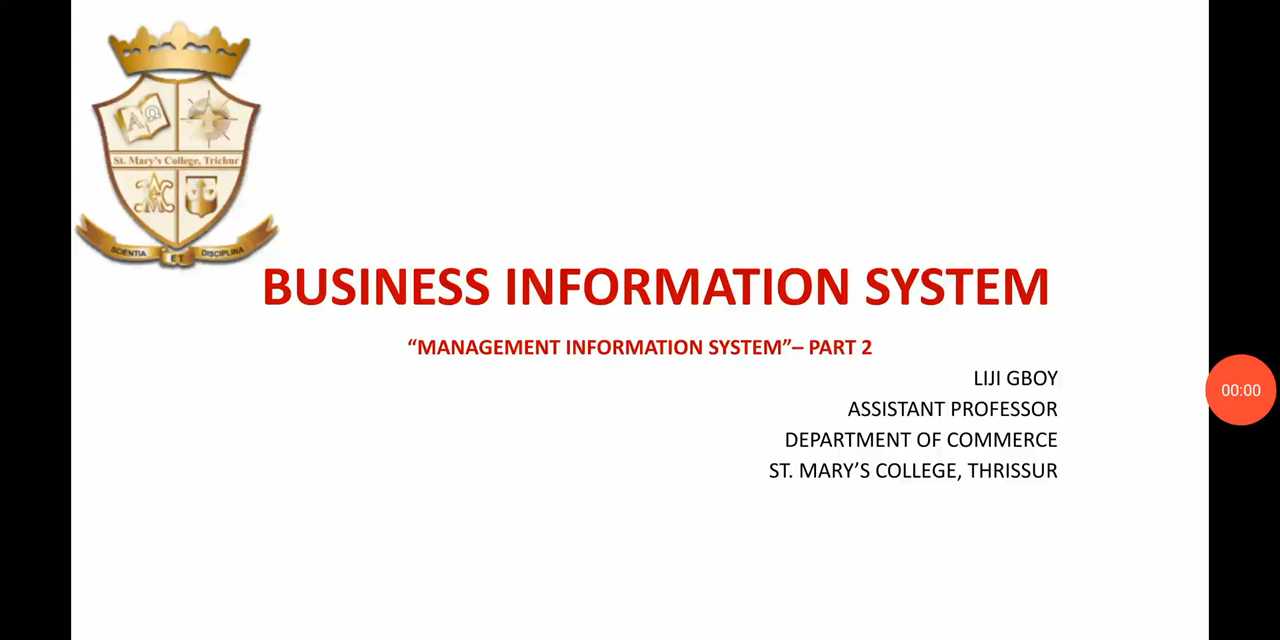 A Ω
St. Mary's College, Trichur
SCIENTIA ET DISCIPLINA
BUSINESS INFORMATION SYSTEM
“MANAGEMENT INFORMATION SYSTEM”– PART 2
LIJI GBOY
ASSISTANT PROFESSOR
DEPARTMENT OF COMMERCE
ST. MARY’S COLLEGE, THRISSUR
00:00